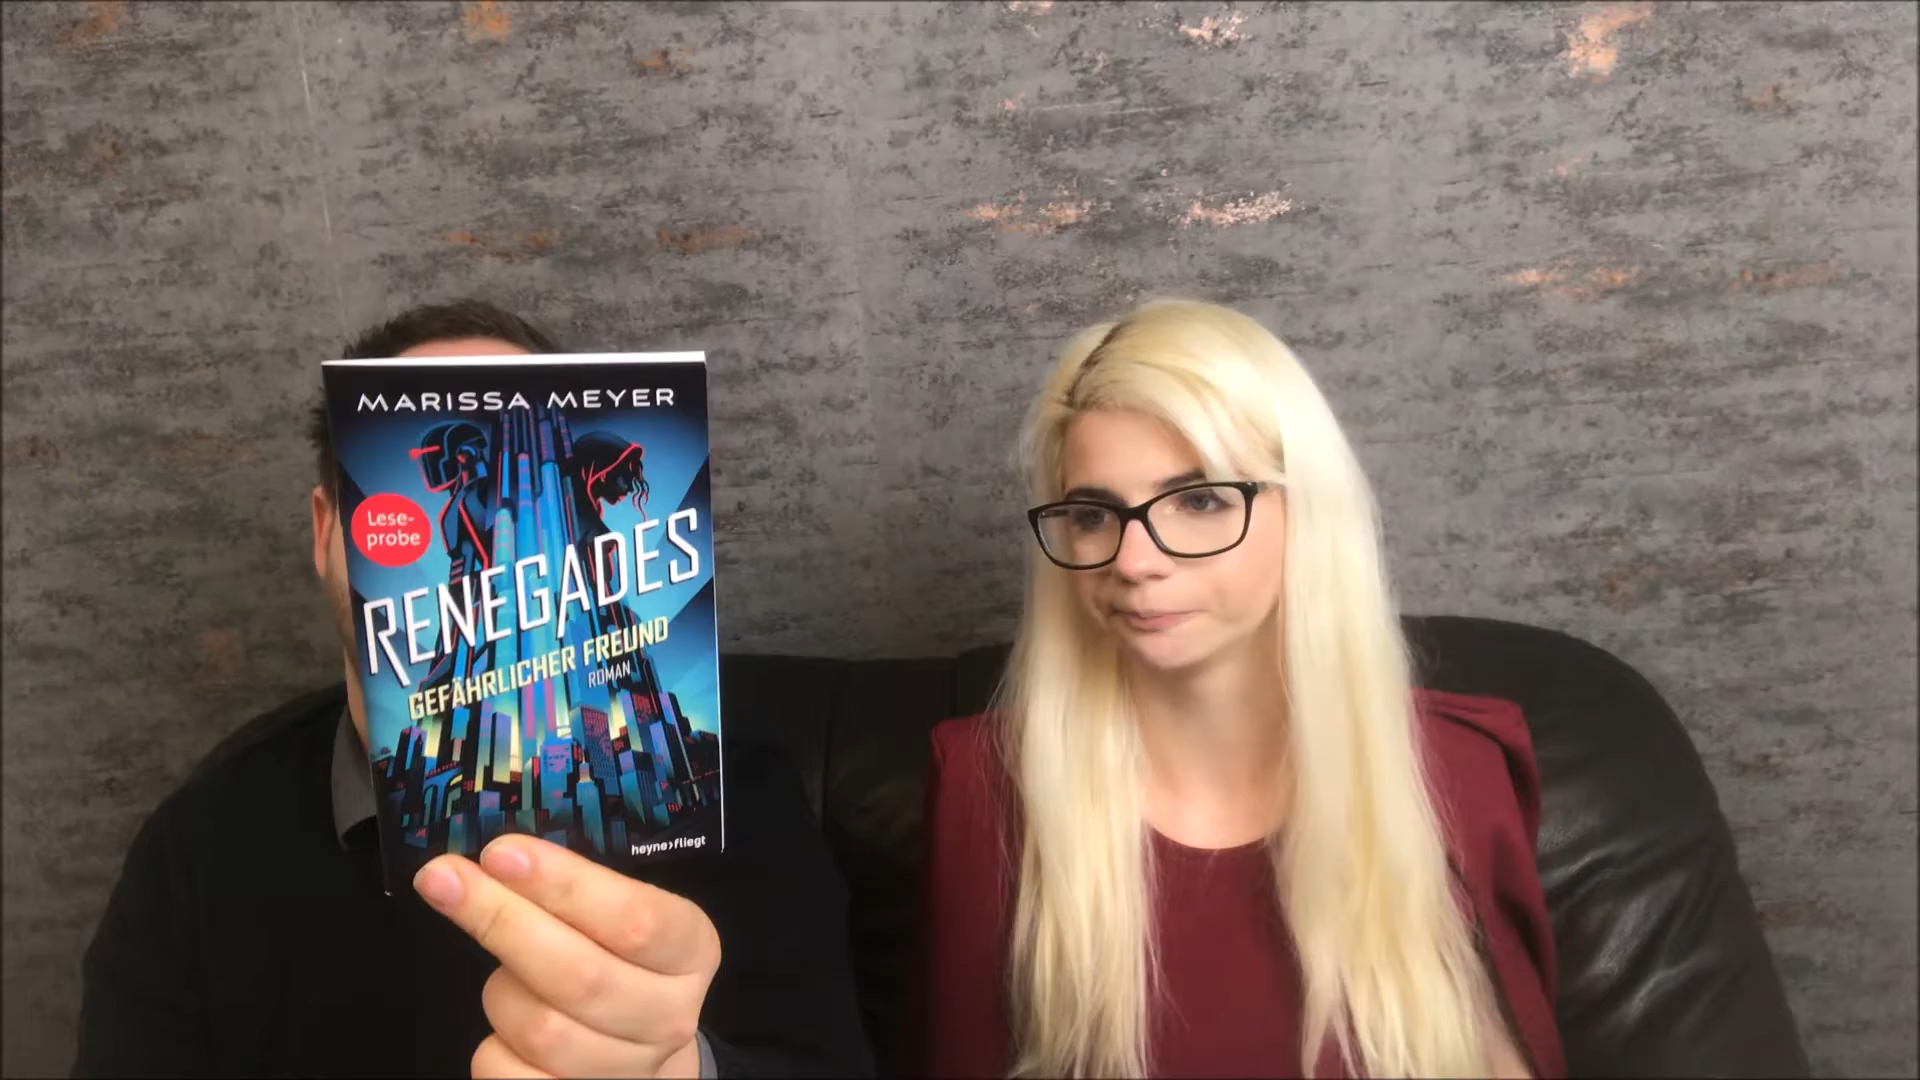 MARISSA MEYER
Lese-
probe
RENEGADES
GEFÄHRLICHER FREUND
ROMAN
heyne>fliegt